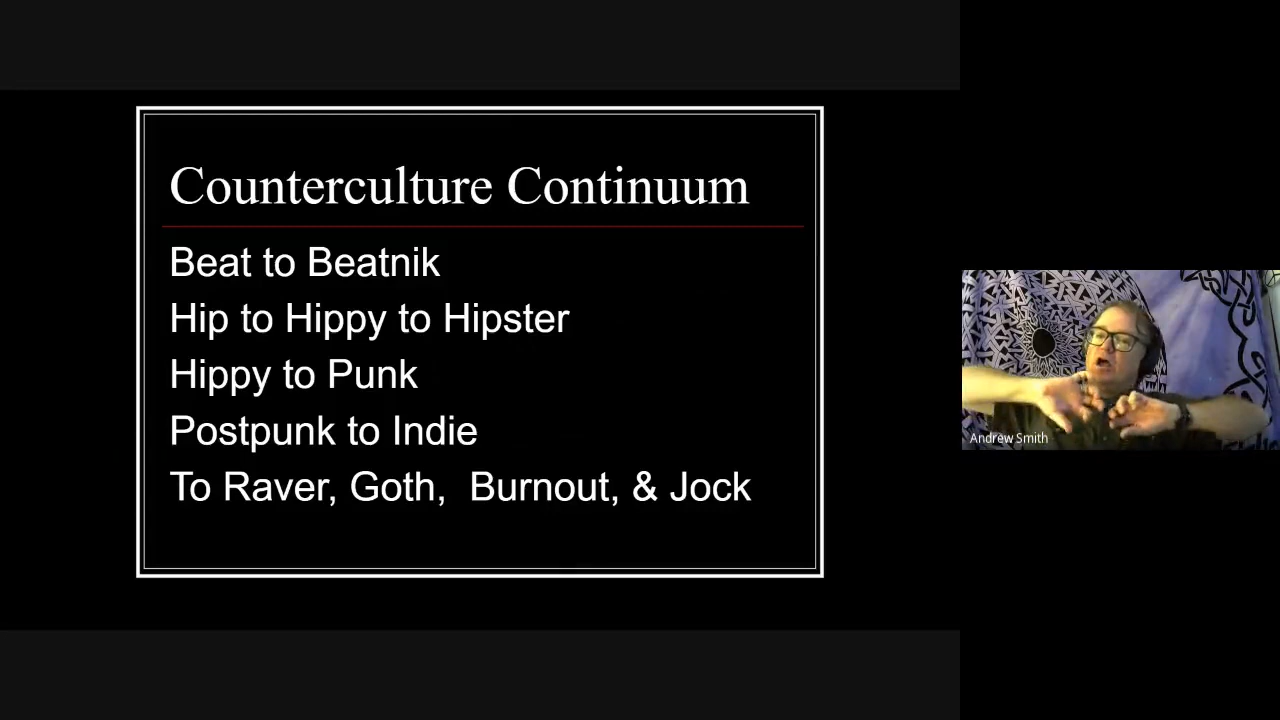 Counterculture Continuum
Beat to Beatnik
Hip to Hippy to Hipster
Hippy to Punk
Postpunk to Indie
To Raver, Goth,  Burnout, & Jock
Andrew Smith